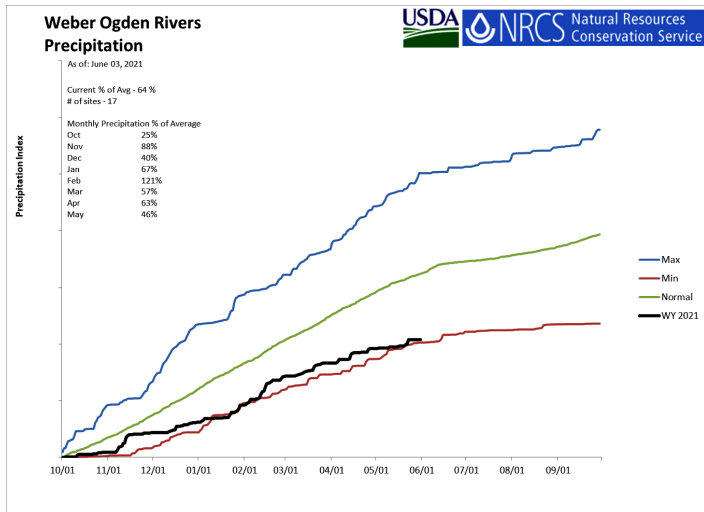 Weber Ogden Rivers
Precipitation
USDA
NRCS
Natural Resources
Conservation Service
As of: June 03, 2021
Current % of Avg - 64 %
# of sites - 17
Monthly Precipitation % of Average
Oct 25%
Nov 88%
Dec 40%
Jan 67%
Feb 121%
Mar 57%
Apr 63%
May 46%
Precipitation Index
Max
Min
Normal
WY 2021
10/01 11/01 12/01 01/01 02/01 03/01 04/01 05/01 06/01 07/01 08/01 09/01